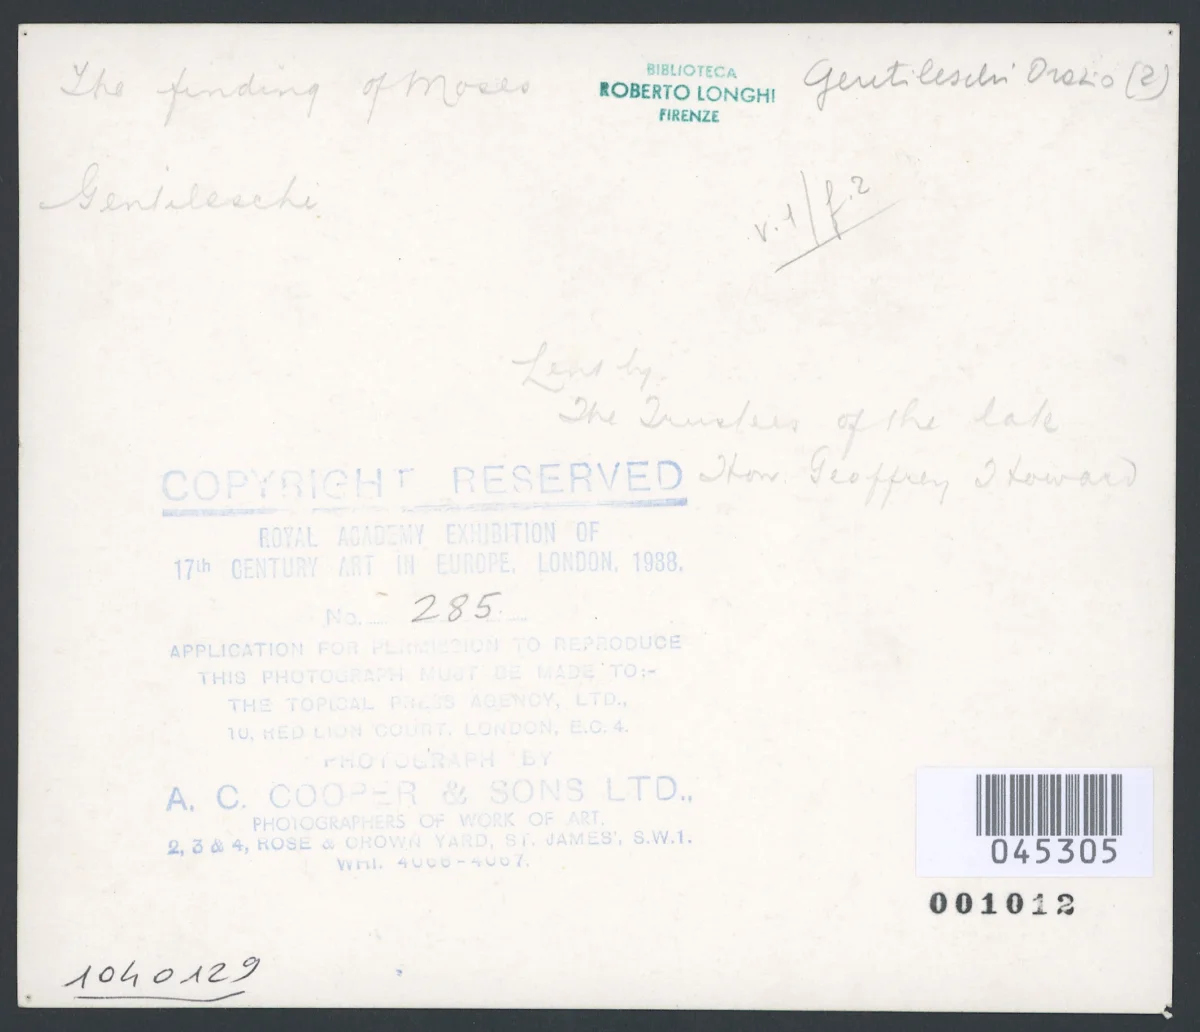 The finding of Moses
BIBLIOTECA
ROBERTO LONGHI
FIRENZE
Gentileschi Orazio (2)
Gentileschi
v. 1/f. 2
Lent by.
The Trustees of the late
Hon. Geoffrey Howard
COPYRIGHT RESERVED
ROYAL ACADEMY EXHIBITION OF
17th CENTURY ART IN EUROPE, LONDON, 1938.
No. 285.
APPLICATION FOR PERMISSION TO REPRODUCE
THIS PHOTOGRAPH MUST BE MADE TO:-
THE TOPICAL PRESS AGENCY, LTD.,
10, RED LION COURT, LONDON, E.C.4.
PHOTOGRAPH BY
A. C. COOPER & SONS LTD.,
PHOTOGRAPHERS OF WORK OF ART.
2, 3 & 4, ROSE & CROWN YARD, ST. JAMES', S.W.1.
WHI. 4066-4067.
045305
001012
1040129